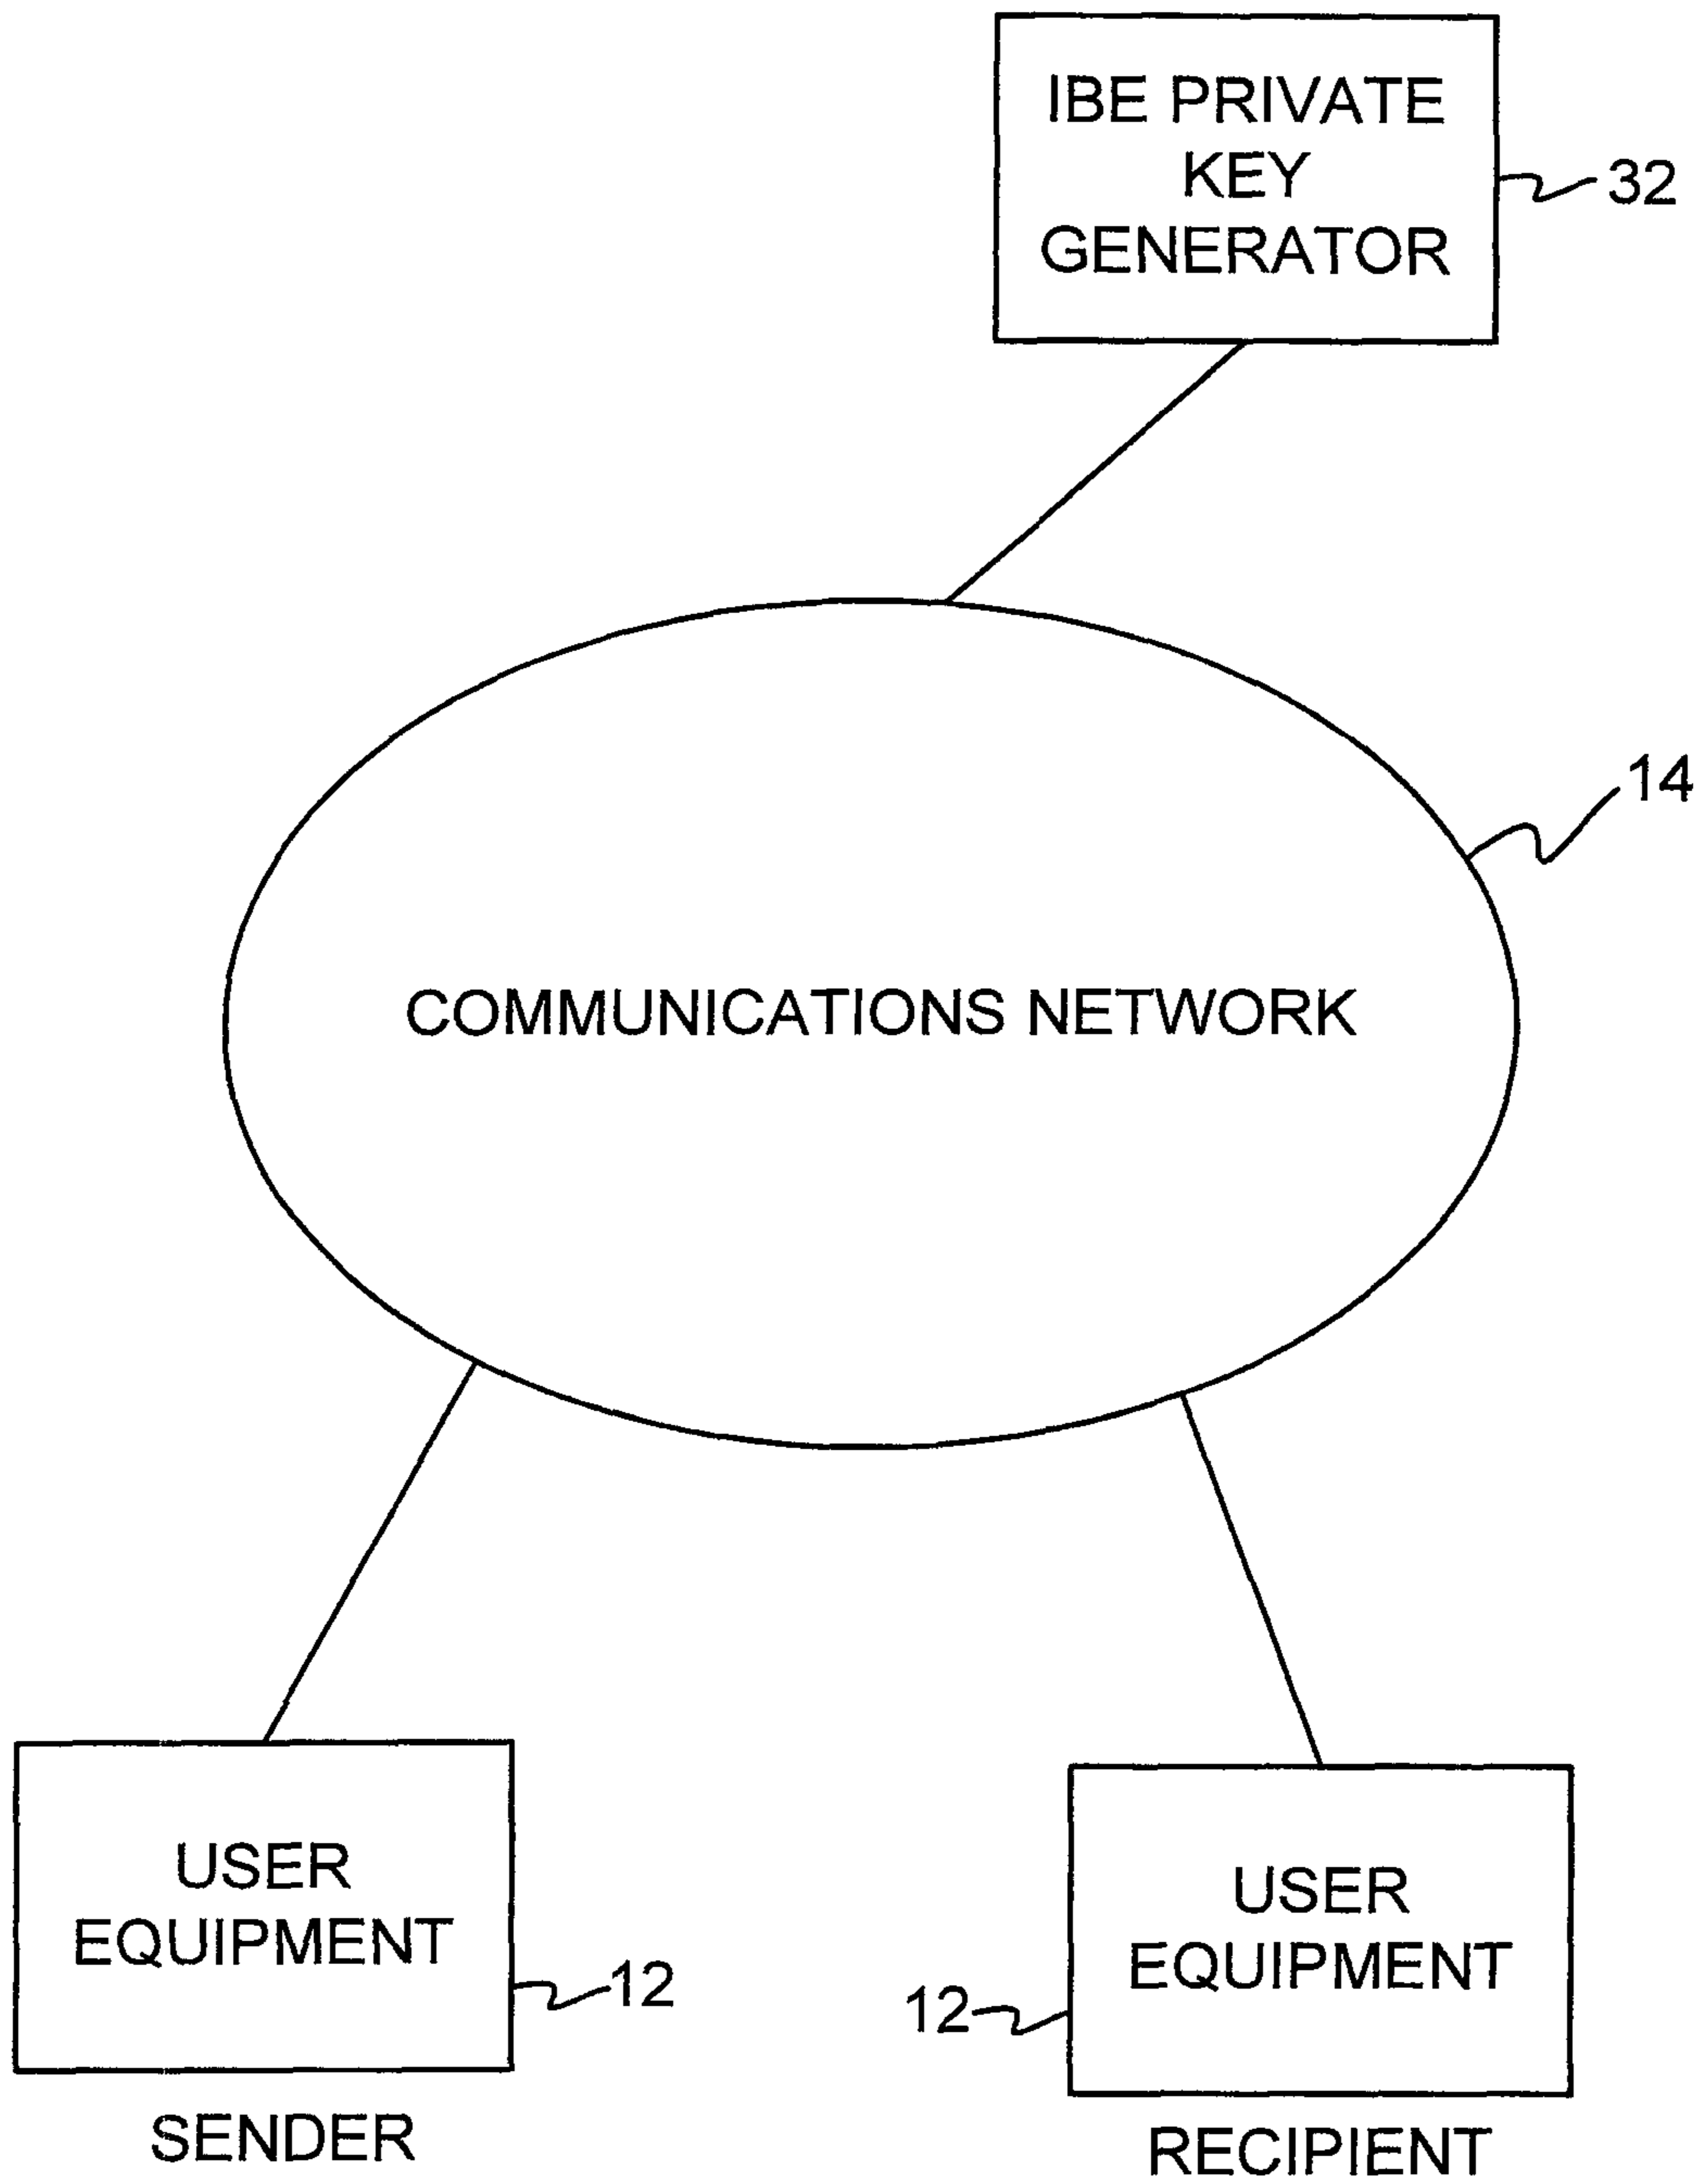 IBE PRIVATE
KEY
GENERATOR
32
14
COMMUNICATIONS NETWORK
USER
EQUIPMENT
12
SENDER
USER
EQUIPMENT
12
RECIPIENT